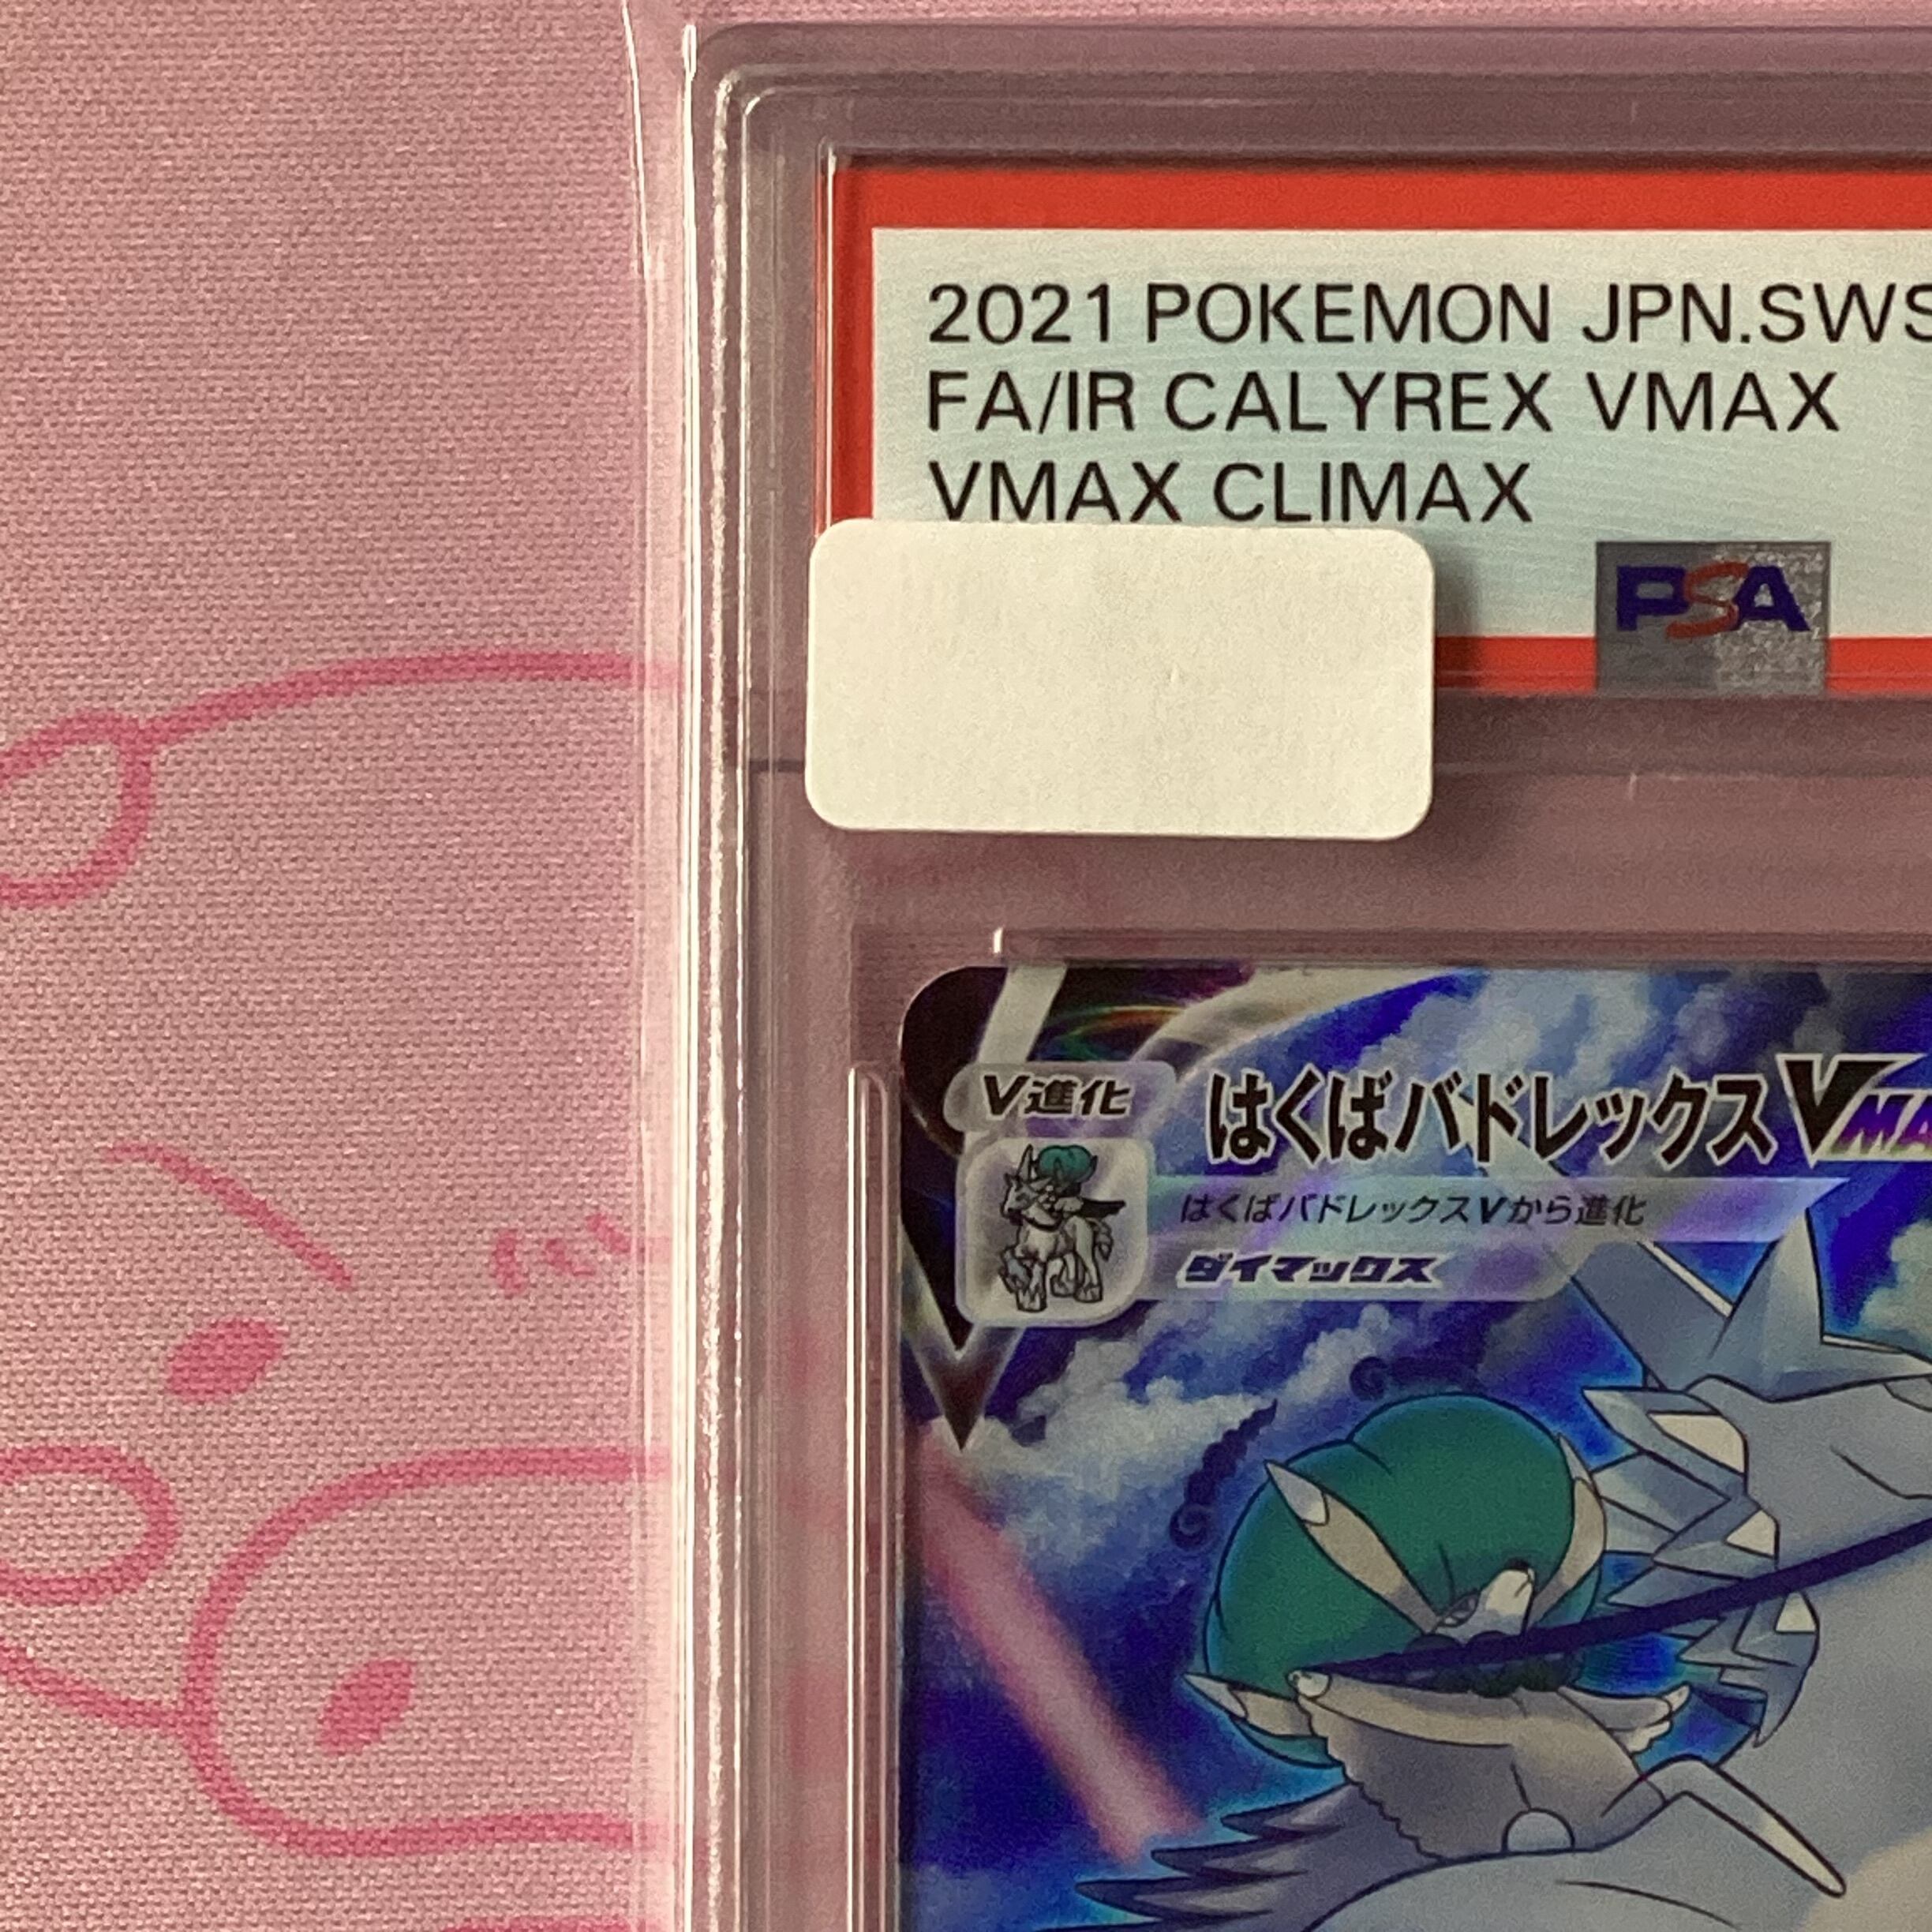 2021 POKEMON JPN.SWS
FA/IR CALYREX VMAX
VMAX CLIMAX
PSA
V進化
はくばバドレックスVMA
はくばバドレックスVから進化
ダイマックス